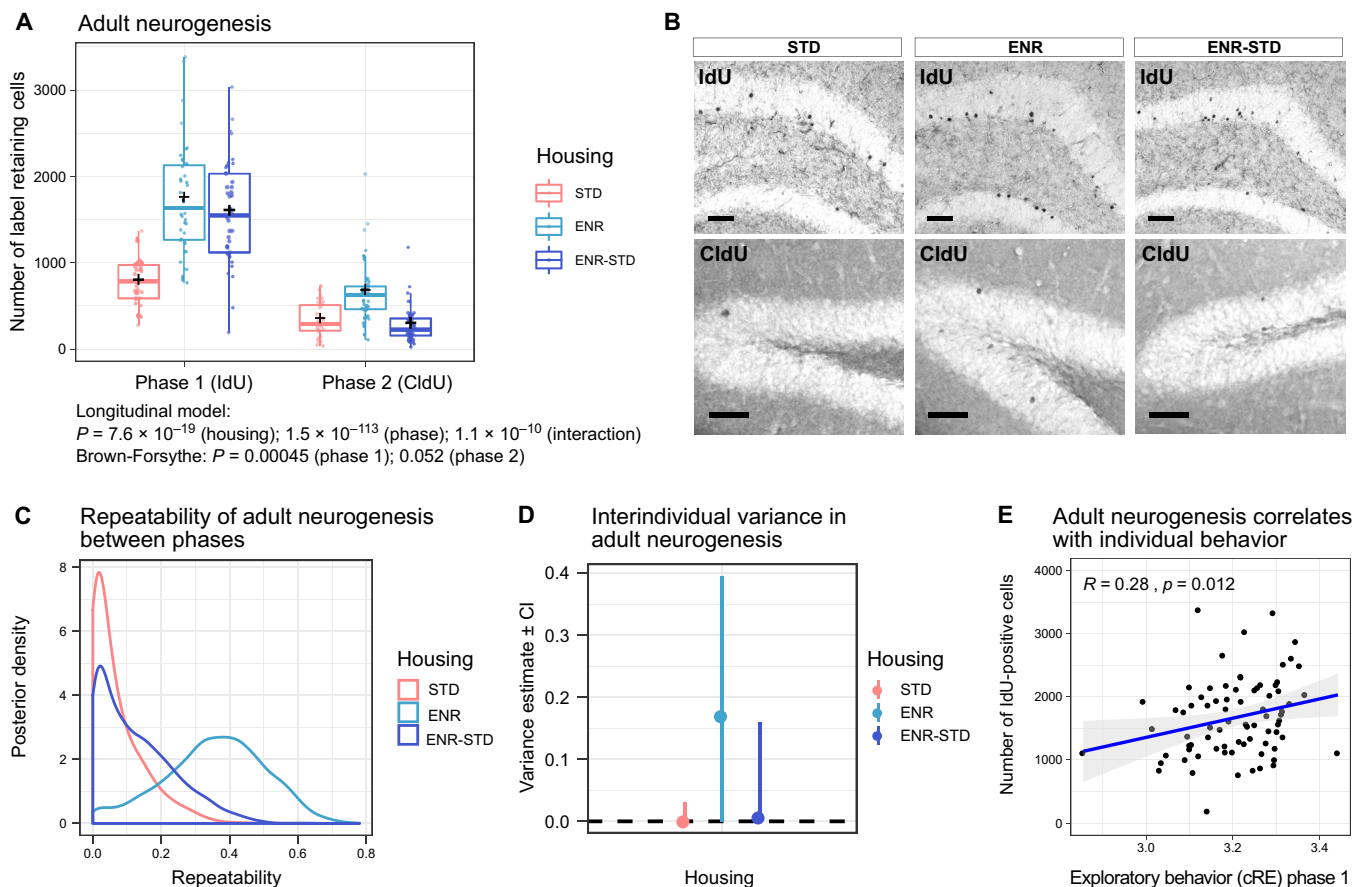 A Adult neurogenesis
Number of label retaining cells
3000
2000
1000
0
Phase 1 (IdU) Phase 2 (CldU)
Housing
STD
ENR
ENR-STD
Longitudinal model:
P = 7.6 × 10⁻¹⁹ (housing); 1.5 × 10⁻¹¹³ (phase); 1.1 × 10⁻¹⁰ (interaction)
Brown-Forsythe: P = 0.00045 (phase 1); 0.052 (phase 2)
B
STD ENR ENR-STD
IdU IdU IdU
CldU CldU CldU
C Repeatability of adult neurogenesis
between phases
Posterior density
8
6
4
2
0
0.0 0.2 0.4 0.6 0.8
Repeatability
Housing
STD
ENR
ENR-STD
D Interindividual variance in
adult neurogenesis
Variance estimate ± CI
0.4
0.3
0.2
0.1
0.0
Housing
Housing
STD
ENR
ENR-STD
E Adult neurogenesis correlates
with individual behavior
R = 0.28 , p = 0.012
Number of IdU-positive cells
4000
3000
2000
1000
0
3.0 3.2 3.4
Exploratory behavior (cRE) phase 1